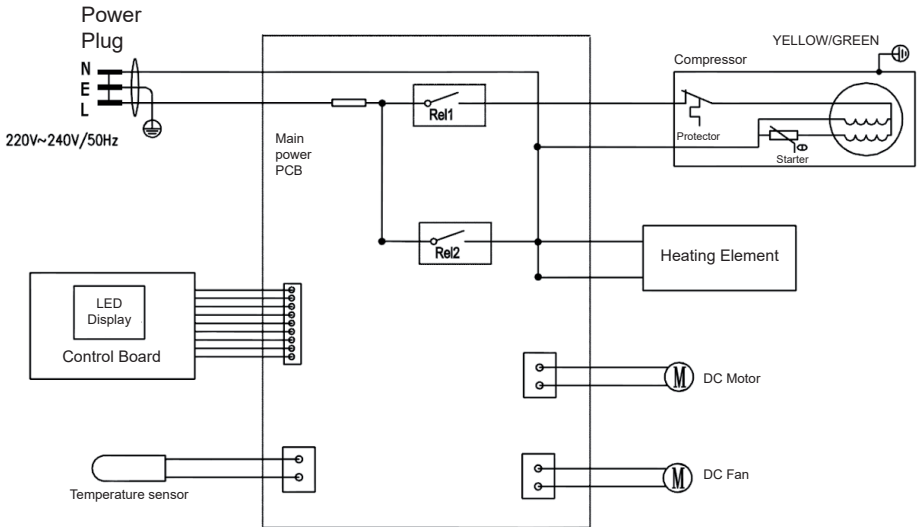 Power
Plug
N
E
L
220V~240V/50Hz
Main
power
PCB
Rel1
Rel2
YELLOW/GREEN
Compressor
Protector
Starter
Heating Element
LED
Display
Control Board
M
DC Motor
Temperature sensor
M
DC Fan